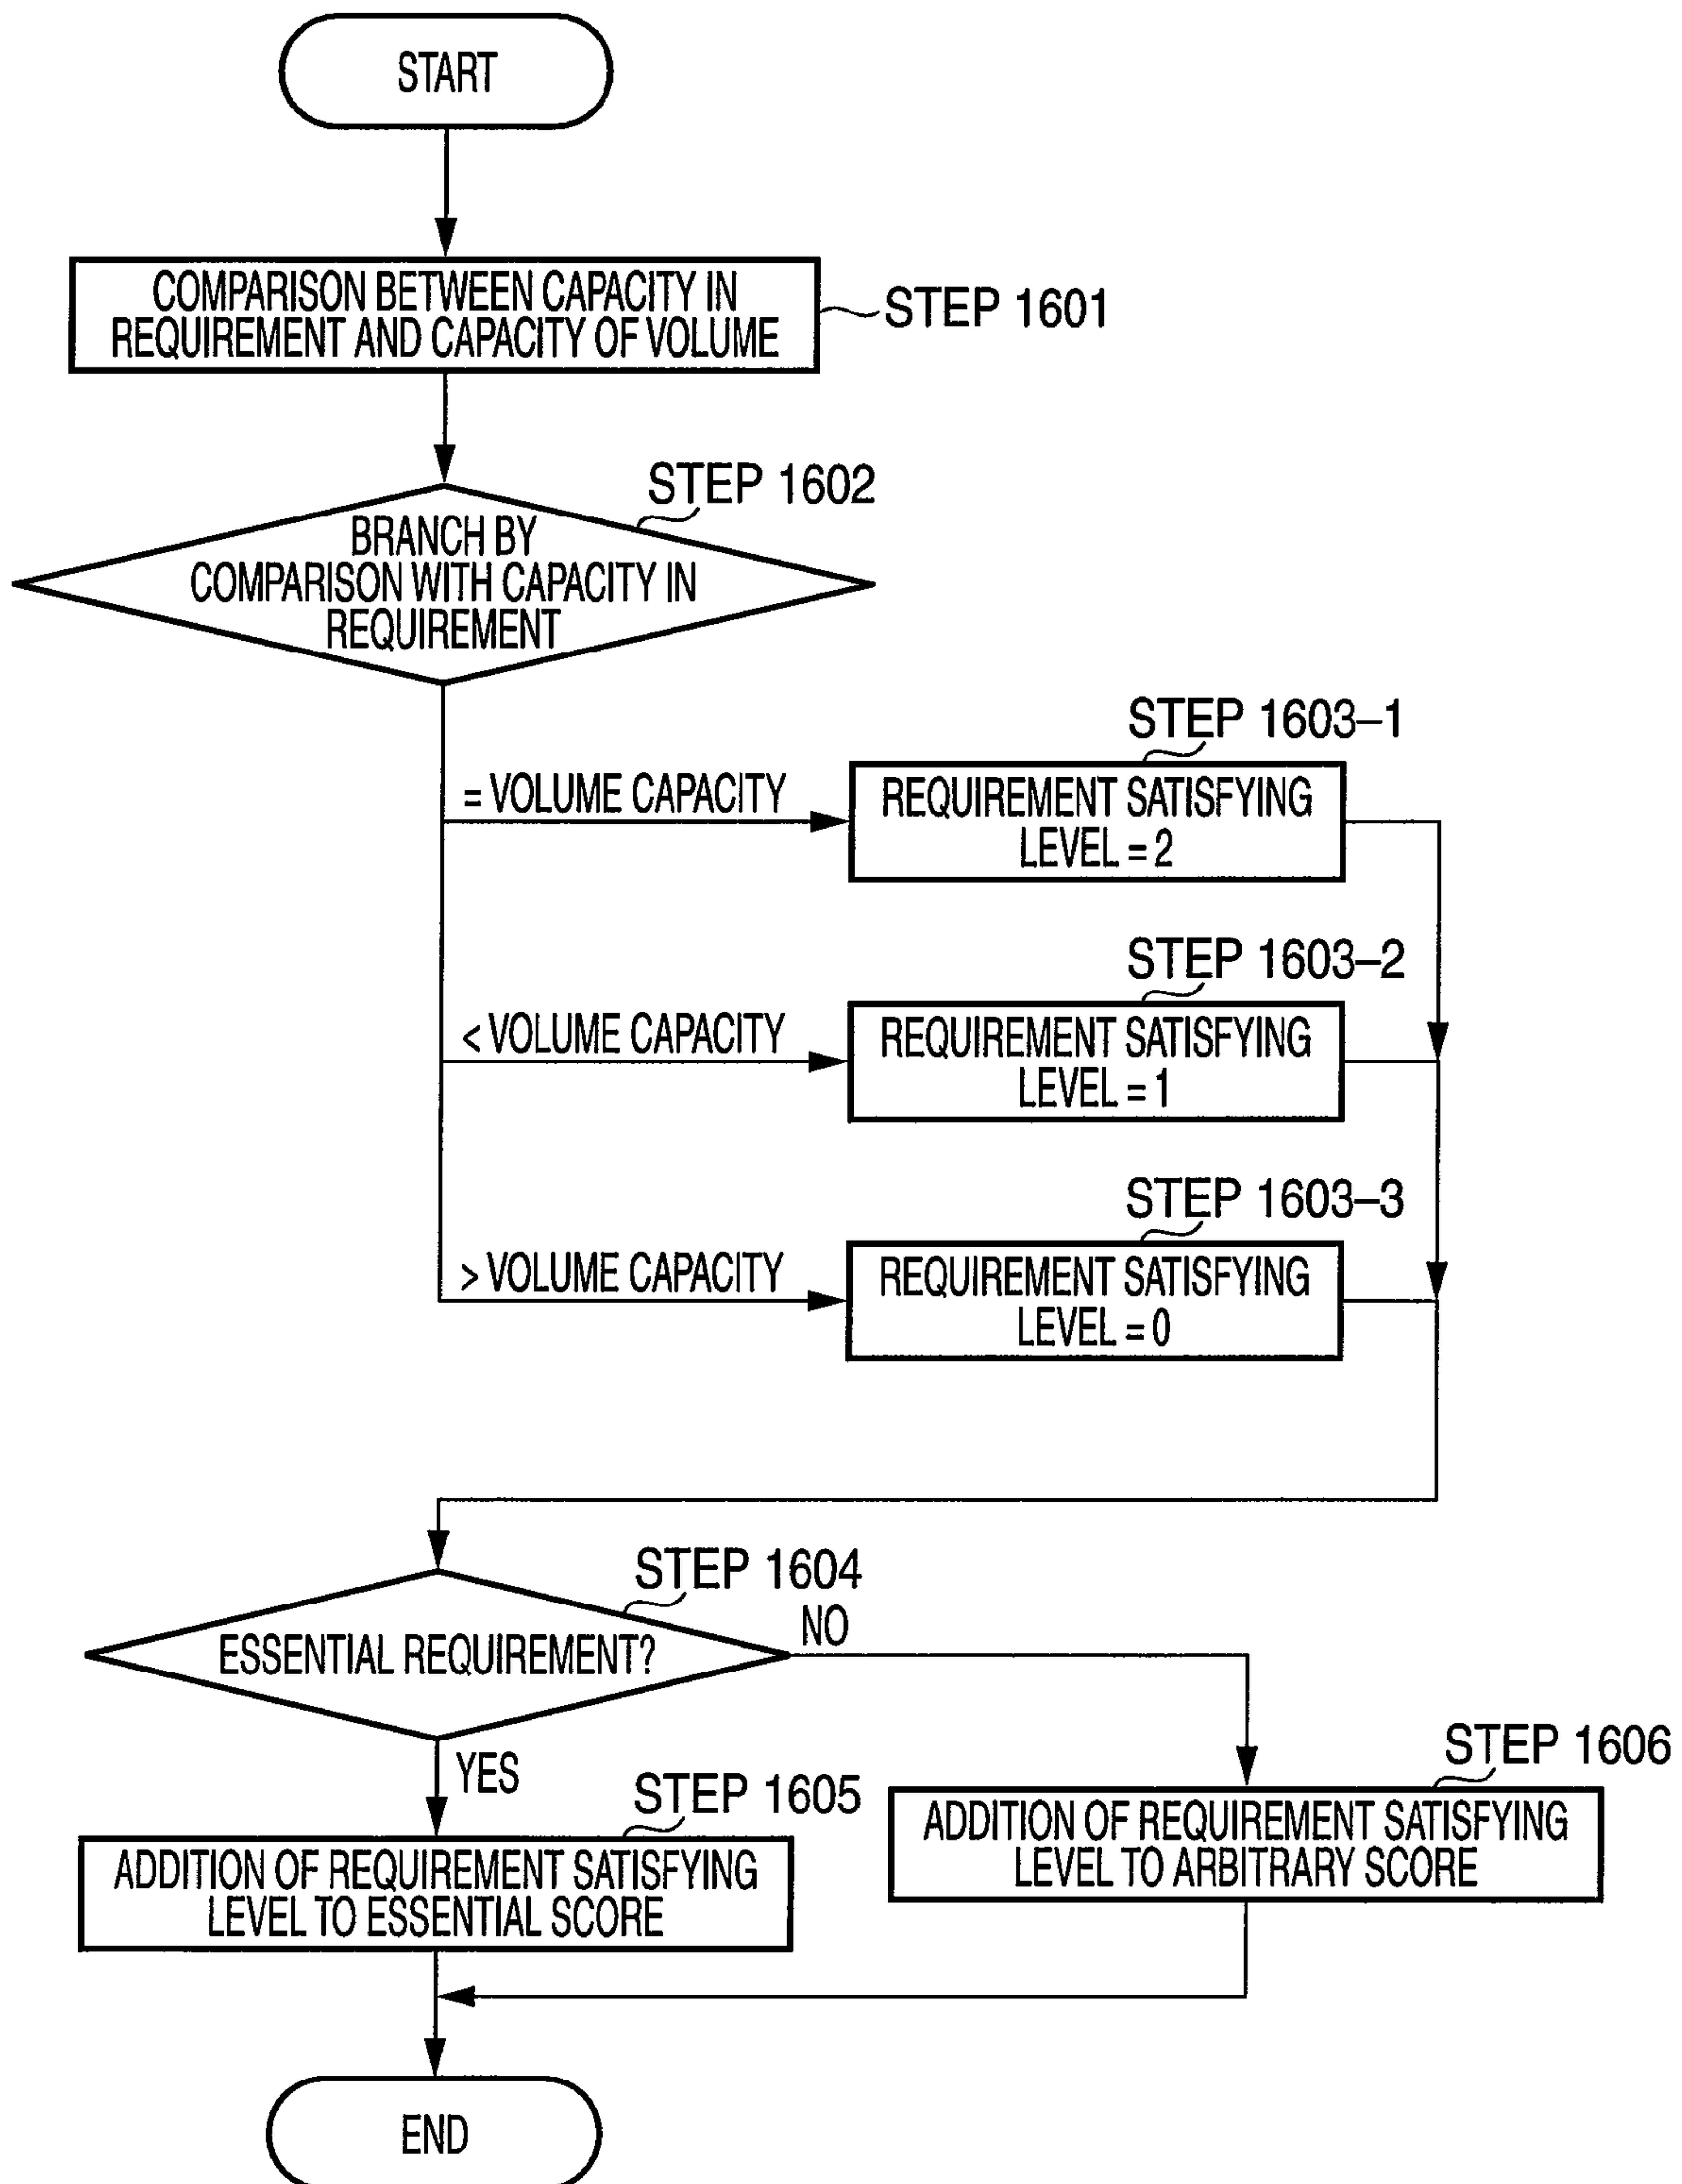 START
COMPARISON BETWEEN CAPACITY IN
REQUIREMENT AND CAPACITY OF VOLUME
STEP 1601
STEP 1602
BRANCH BY
COMPARISON WITH CAPACITY IN
REQUIREMENT
STEP 1603-1
= VOLUME CAPACITY
REQUIREMENT SATISFYING
LEVEL = 2
STEP 1603-2
< VOLUME CAPACITY
REQUIREMENT SATISFYING
LEVEL = 1
STEP 1603-3
> VOLUME CAPACITY
REQUIREMENT SATISFYING
LEVEL = 0
STEP 1604
ESSENTIAL REQUIREMENT?
NO
YES
STEP 1605
ADDITION OF REQUIREMENT SATISFYING
LEVEL TO ESSENTIAL SCORE
STEP 1606
ADDITION OF REQUIREMENT SATISFYING
LEVEL TO ARBITRARY SCORE
END